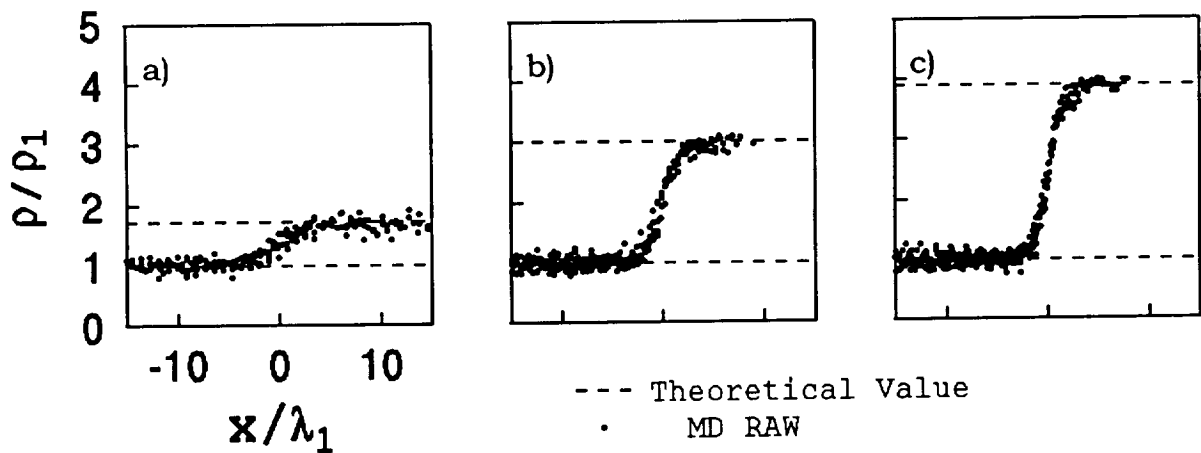 5
4
3
2
1
0
ρ/ρ1
a)
b)
c)
-10 0 10
x/λ1
--- Theoretical Value
• MD RAW